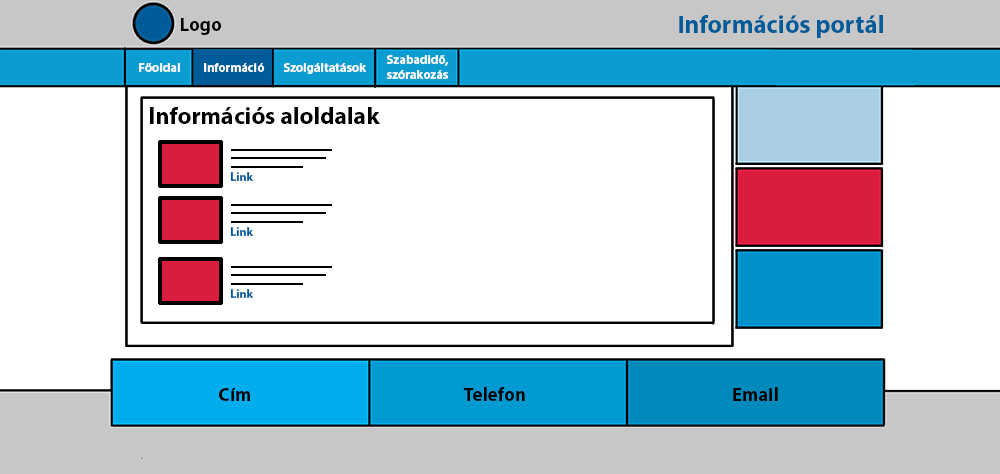 Logo
Információs portál
Főoldal
Információ
Szolgáltatások
Szabadidő,
szórakozás
Információs aloldalak
Link
Link
Link
Cím
Telefon
Email